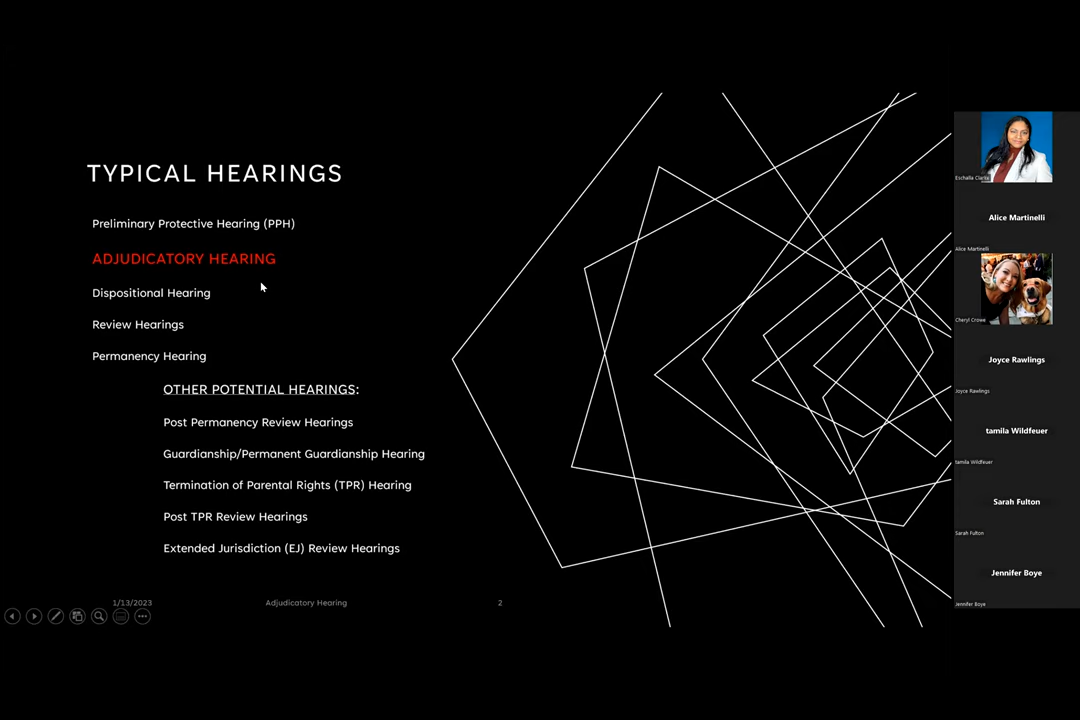 TYPICAL HEARINGS
Preliminary Protective Hearing (PPH)
ADJUDICATORY HEARING
Dispositional Hearing
Review Hearings
Permanency Hearing
OTHER POTENTIAL HEARINGS:
Post Permanency Review Hearings
Guardianship/Permanent Guardianship Hearing
Termination of Parental Rights (TPR) Hearing
Post TPR Review Hearings
Extended Jurisdiction (EJ) Review Hearings
1/13/2023
Adjudicatory Hearing
2
Eschalla Clarke
Alice Martinelli
Alice Martinelli
Cheryl Crowe
Joyce Rawlings
Joyce Rawlings
tamila Wildfeuer
tamila Wildfeuer
Sarah Fulton
Sarah Fulton
Jennifer Boye
Jennifer Boye